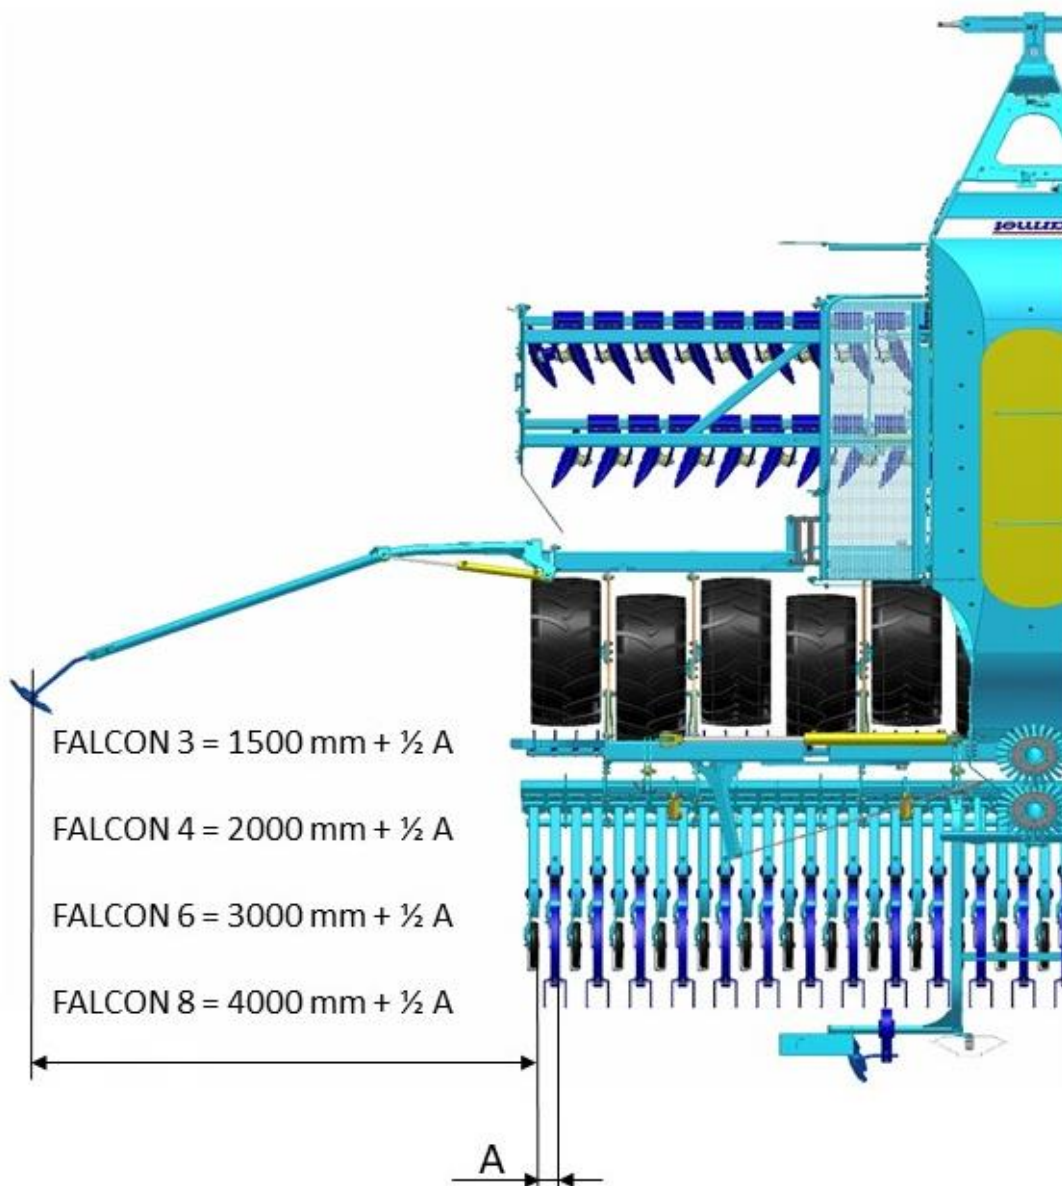 FALCON 3 = 1500 mm + ½ A
FALCON 4 = 2000 mm + ½ A
FALCON 6 = 3000 mm + ½ A
FALCON 8 = 4000 mm + ½ A
A